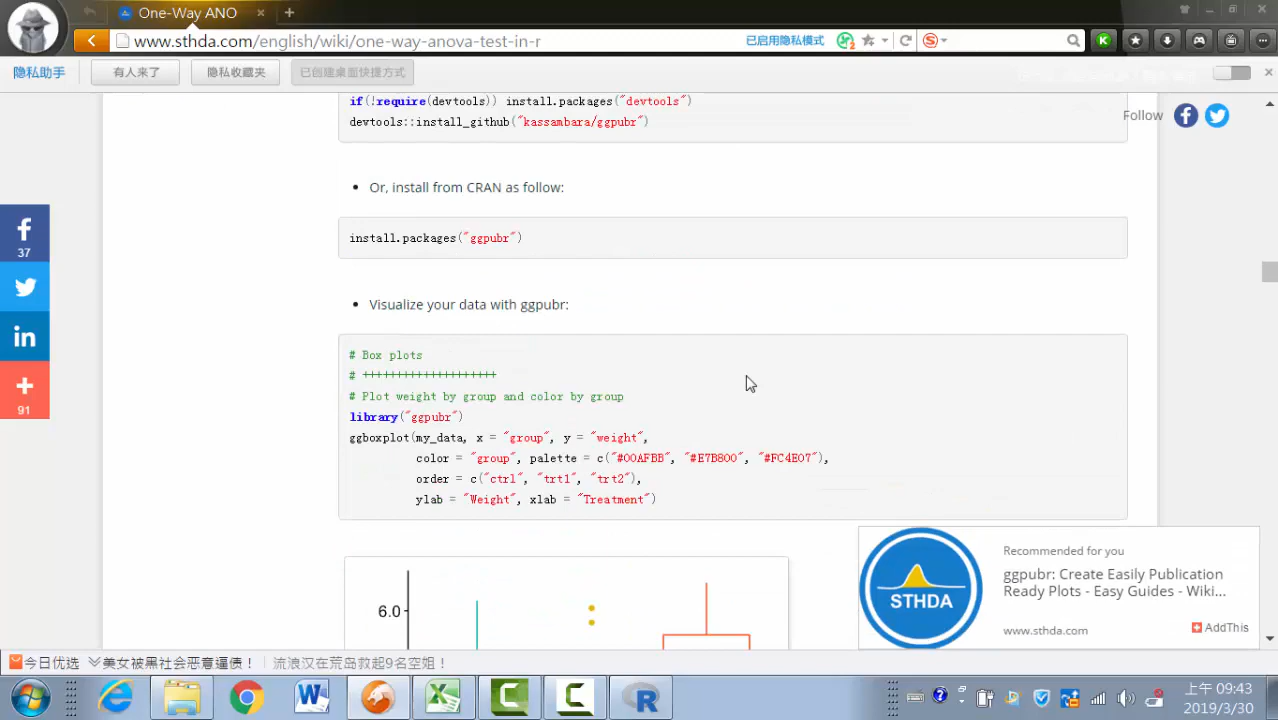 One-Way ANO
www.sthda.com/english/wiki/one-way-anova-test-in-r
已启用隐私模式
隐私助手
有人来了
隐私收藏夹
已创建桌面快捷方式
if(!require(devtools)) install.packages("devtools")
devtools::install_github("kassambara/ggpubr")
Follow
• Or, install from CRAN as follow:
install.packages("ggpubr")
37
• Visualize your data with ggpubr:
# Box plots
# ++++++++++++++++++++
# Plot weight by group and color by group
library("ggpubr")
ggboxplot(my_data, x = "group", y = "weight",
color = "group", palette = c("#00AFBB", "#E7B800", "#FC4E07"),
order = c("ctrl", "trt1", "trt2"),
ylab = "Weight", xlab = "Treatment")
91
6.0
STHDA
Recommended for you
ggpubr: Create Easily Publication
Ready Plots - Easy Guides - Wiki...
www.sthda.com
AddThis
今日优选
美女被黑社会恶意逼债！
流浪汉在荒岛救起9名空姐！
上午 09:43
2019/3/30